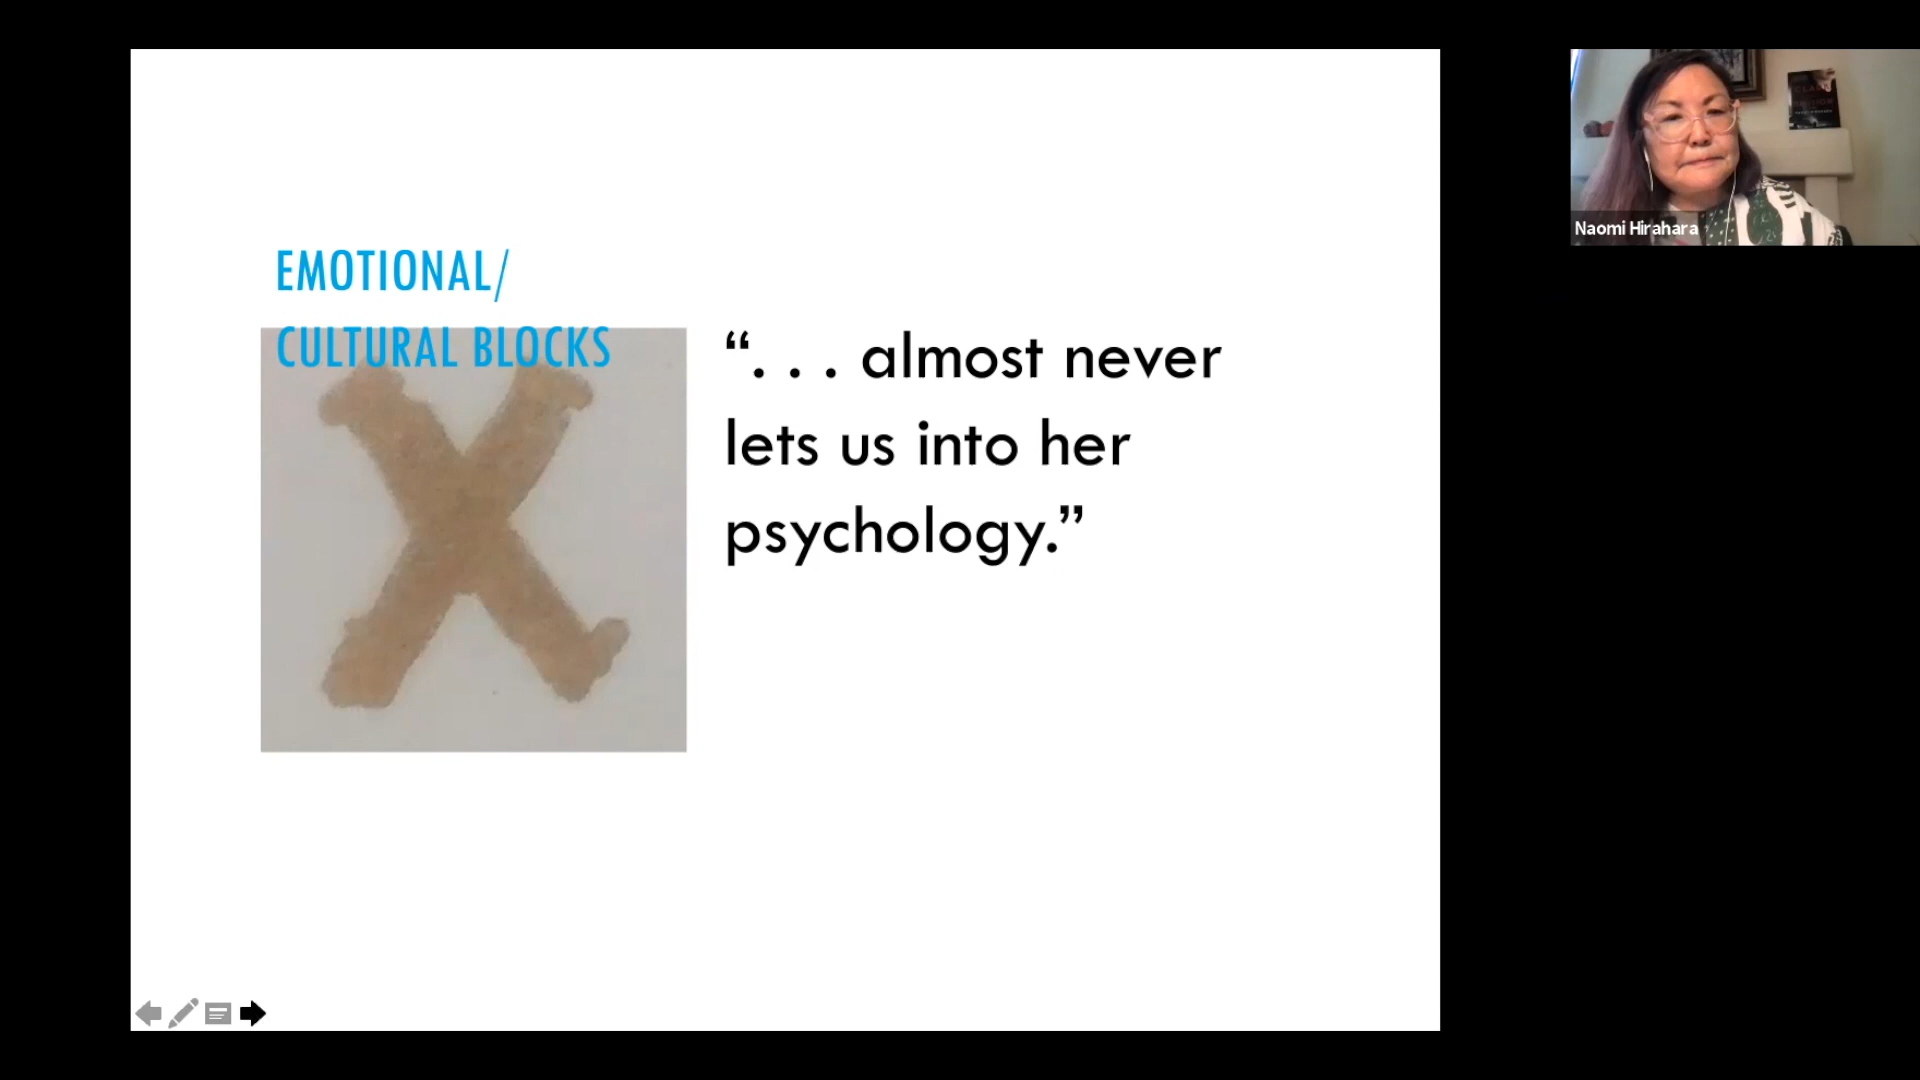 EMOTIONAL/
CULTURAL BLOCKS
“. . . almost never
lets us into her
psychology.”
Naomi Hirahara